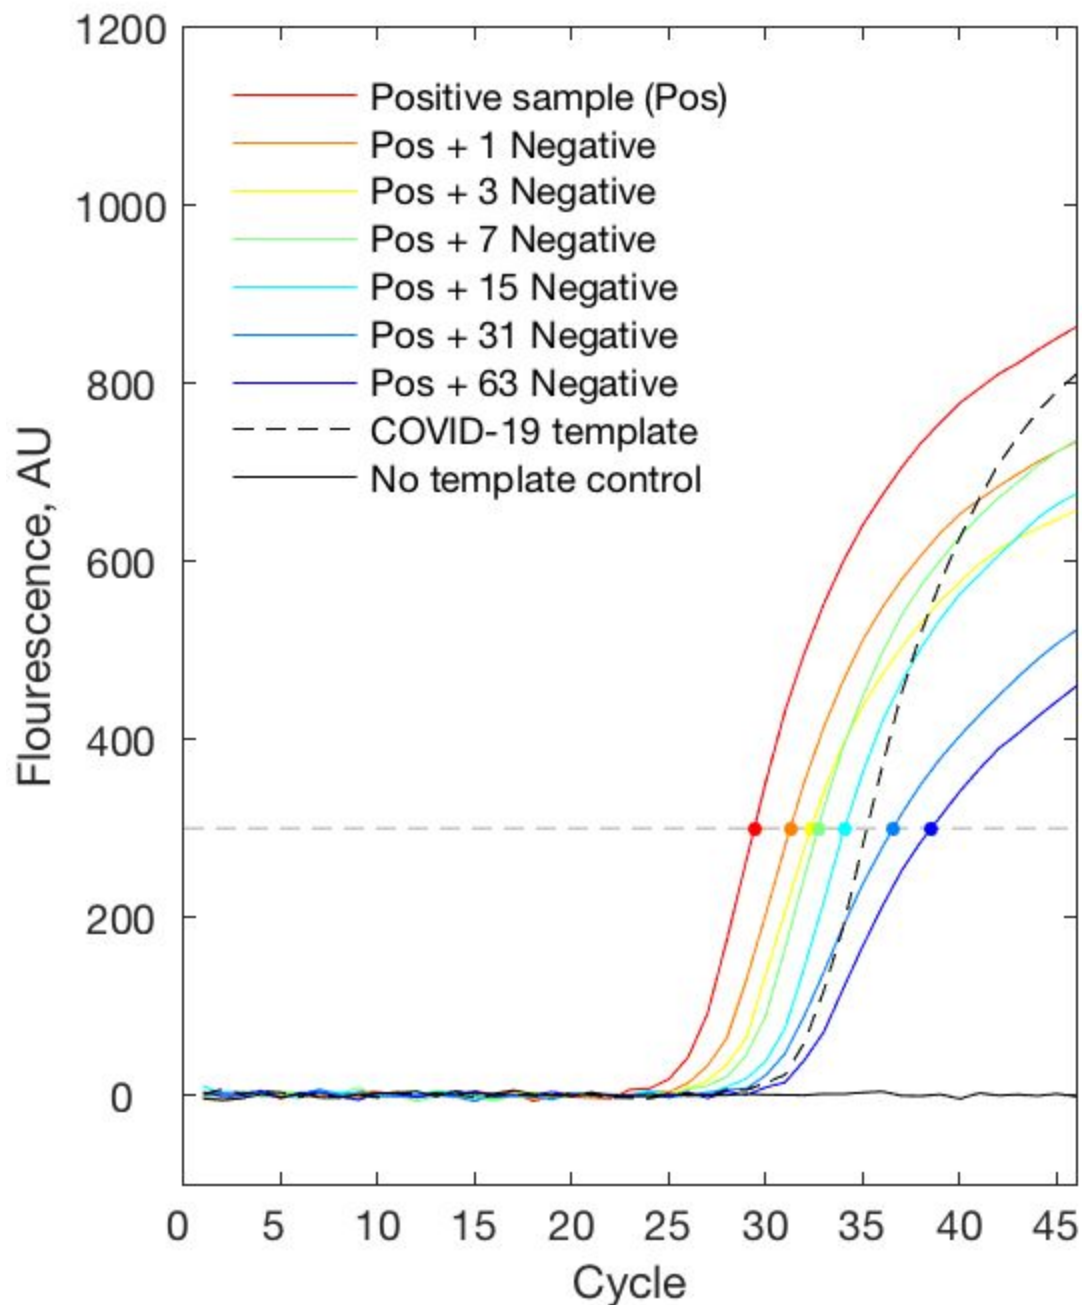 1200
1000
800
600
400
200
0
Flourescence, AU
Positive sample (Pos)
Pos + 1 Negative
Pos + 3 Negative
Pos + 7 Negative
Pos + 15 Negative
Pos + 31 Negative
Pos + 63 Negative
COVID-19 template
No template control
0 5 10 15 20 25 30 35 40 45
Cycle